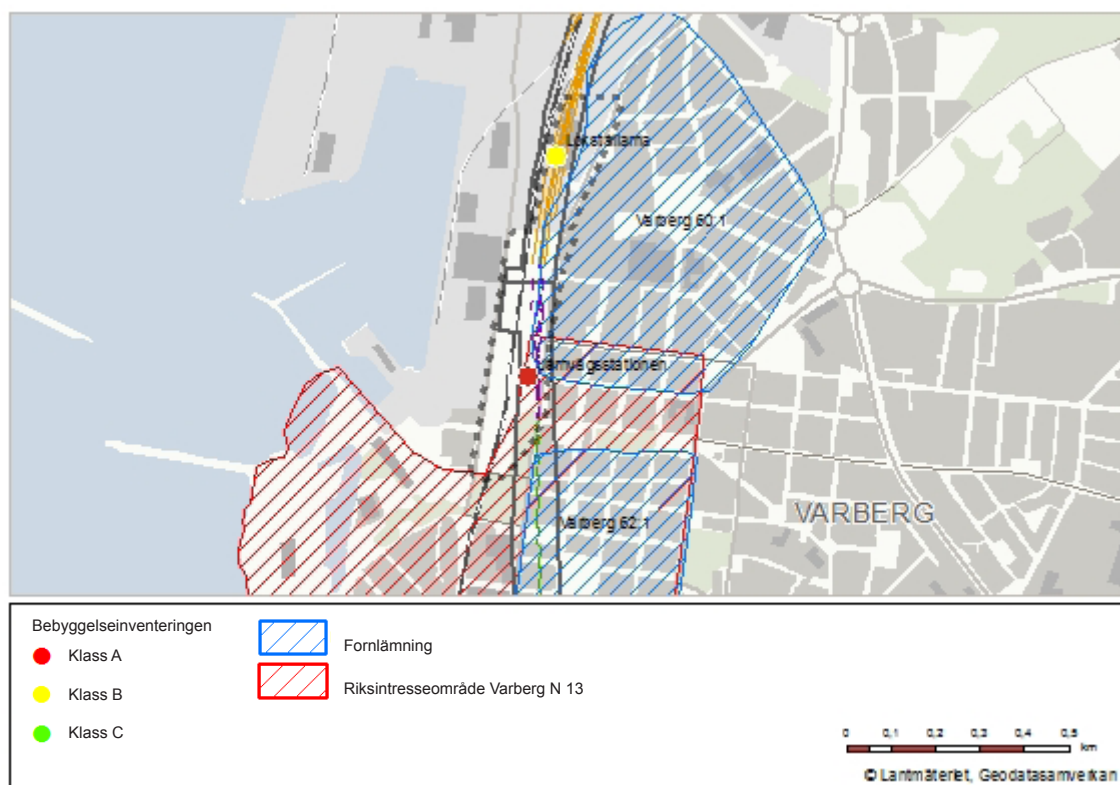 Lokstallarna
Varberg 60:1
Järnvägsstationen
VARBERG
Varberg 62:1
Bebyggelseinventeringen
Klass A
Klass B
Klass C
Fornlämning
Riksintresseområde Varberg N 13
0 0,1 0,2 0,3 0,4 0,5
km
© Lantmäteriet, Geodatasamverkan